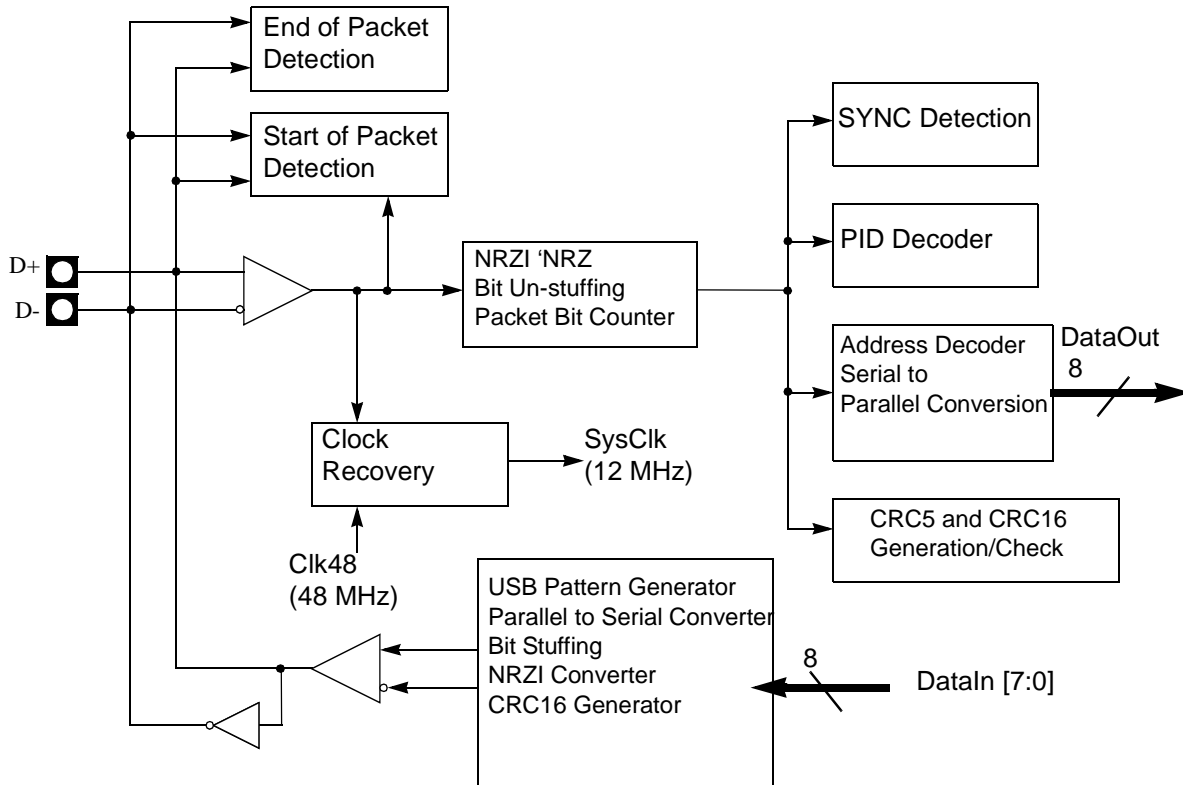 End of Packet
Detection
Start of Packet
Detection
SYNC Detection
PID Decoder
D+
D-
NRZI ‘NRZ
Bit Un-stuffing
Packet Bit Counter
Address Decoder
Serial to
Parallel Conversion
DataOut
8
Clock
Recovery
SysClk
(12 MHz)
CRC5 and CRC16
Generation/Check
Clk48
(48 MHz)
USB Pattern Generator
Parallel to Serial Converter
Bit Stuffing
NRZI Converter
CRC16 Generator
8
DataIn [7:0]